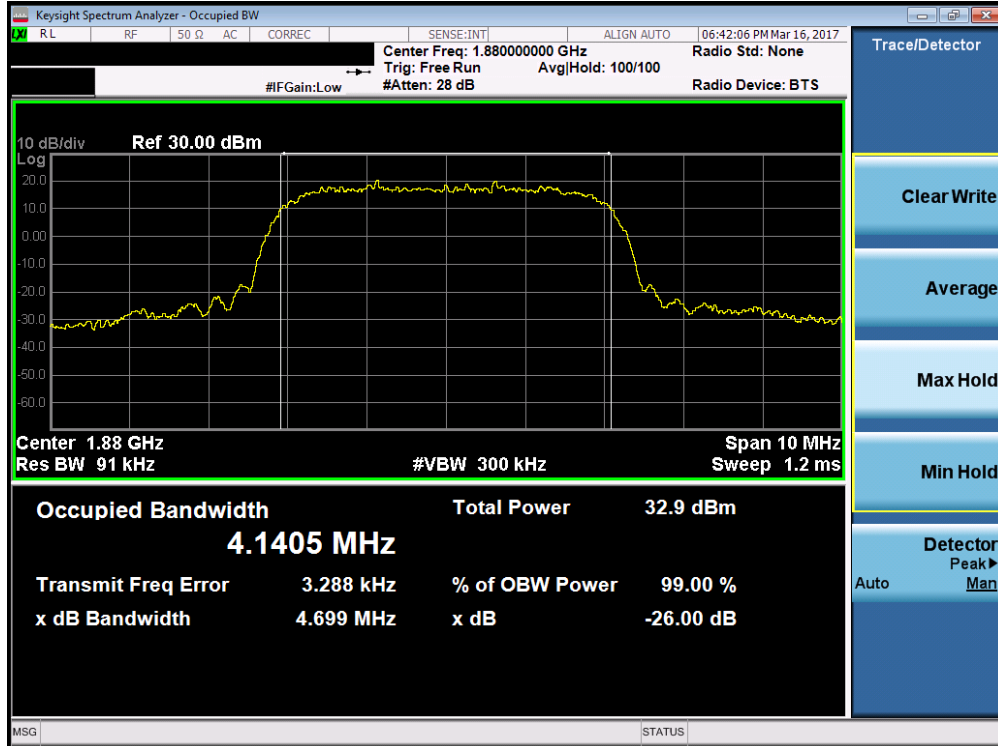 Keysight Spectrum Analyzer - Occupied BW
LXI RL RF 50 Ω AC CORREC SENSE:INT ALIGN AUTO 06:42:06 PM Mar 16, 2017
Center Freq: 1.880000000 GHz Radio Std: None
Trig: Free Run Avg|Hold: 100/100
#IFGain:Low #Atten: 28 dB Radio Device: BTS
10 dB/div Ref 30.00 dBm
Log
20.0
10.0
0.00
-10.0
-20.0
-30.0
-40.0
-50.0
-60.0
Center 1.88 GHz Span 10 MHz
Res BW 91 kHz #VBW 300 kHz Sweep 1.2 ms
Occupied Bandwidth Total Power 32.9 dBm
4.1405 MHz
Transmit Freq Error 3.288 kHz % of OBW Power 99.00 %
x dB Bandwidth 4.699 MHz x dB -26.00 dB
MSG STATUS
Trace/Detector
Clear Write
Average
Max Hold
Min Hold
Detector
Peak▶
Auto Man